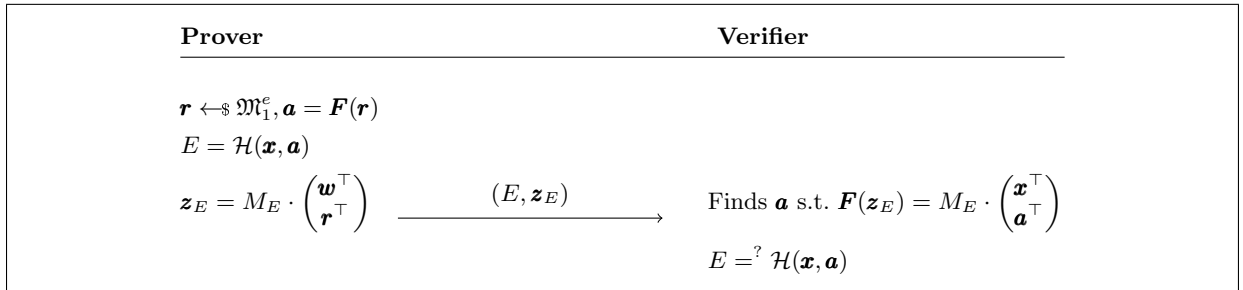 Prover Verifier
𝒓 ←$ 𝔐₁ᵉ, 𝒂 = 𝑭(𝒓)
E = ℋ(𝒙, 𝒂)
𝒛_E = M_E · (𝒘^⊤ 𝒓^⊤) (E, 𝒛_E) Finds 𝒂 s.t. 𝑭(𝒛_E) = M_E · (𝒙^⊤ 𝒂^⊤)
E =^? ℋ(𝒙, 𝒂)